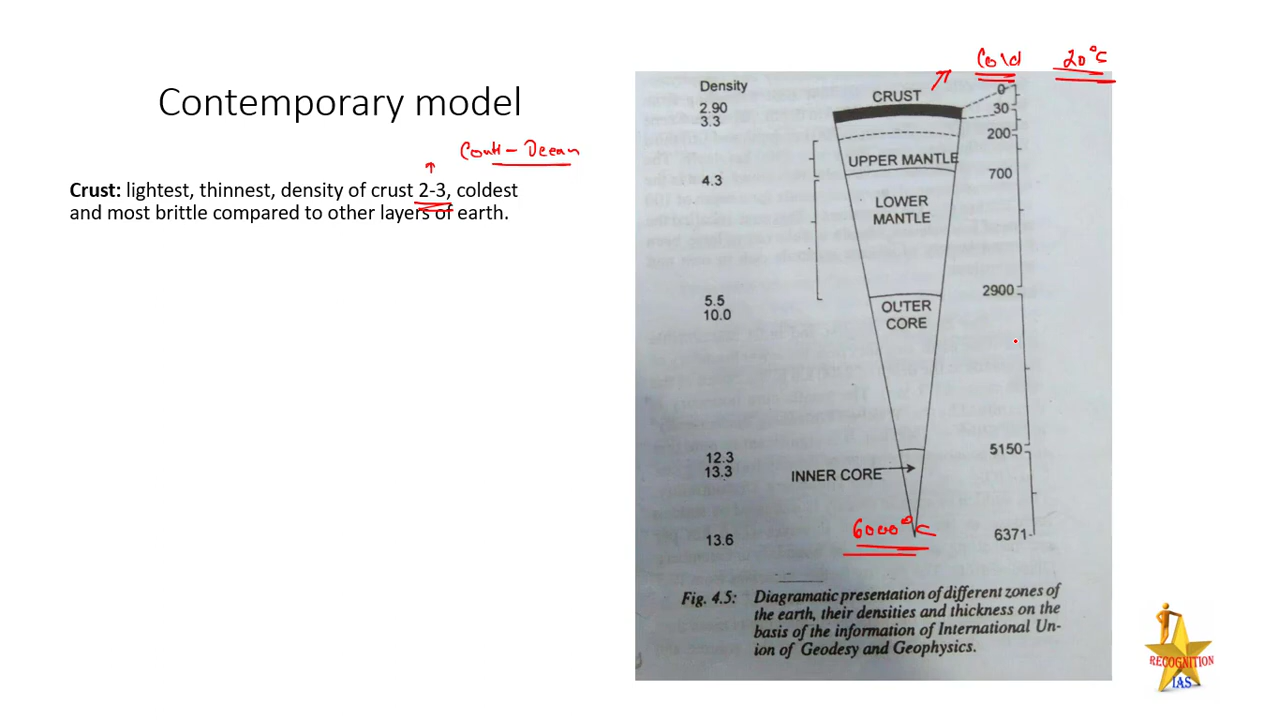 Contemporary model
Cont - Ocean
Crust: lightest, thinnest, density of crust 2-3, coldest
and most brittle compared to other layers of earth.
Cold 20°C
Density
CRUST
0
2.90
30
3.3
200
UPPER MANTLE
4.3
700
LOWER
MANTLE
2900
5.5
10.0
OUTER
CORE
5150
12.3
13.3
INNER CORE
6000°C
13.6
6371
Fig. 4.5: Diagramatic presentation of different zones of
the earth, their densities and thickness on the
basis of the information of International Un-
ion of Geodesy and Geophysics.
RECOGNITION
IAS